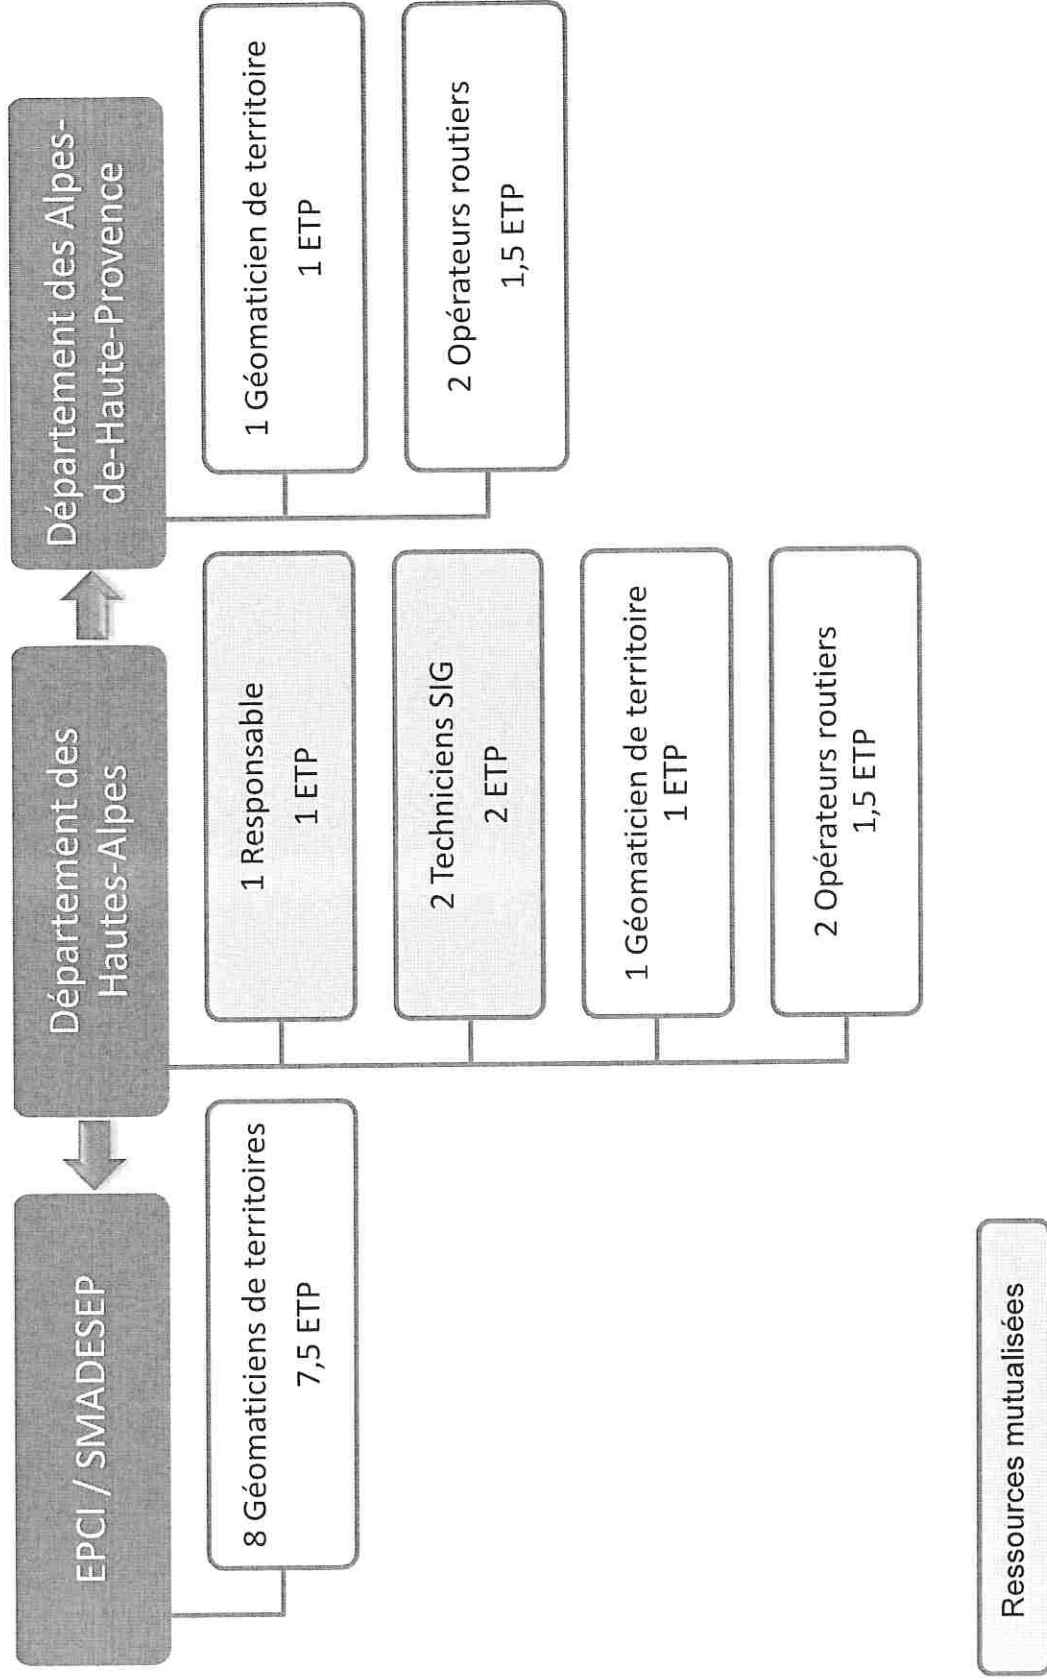 EPCI / SMADESEP
8 Géomaticiens de territoires
7,5 ETP
Département des
Hautes-Alpes
1 Responsable
1 ETP
2 Techniciens SIG
2 ETP
1 Géomaticien de territoire
1 ETP
2 Opérateurs routiers
1,5 ETP
Département des Alpes-
de-Haute-Provence
1 Géomaticien de territoire
1 ETP
2 Opérateurs routiers
1,5 ETP
Ressources mutualisées